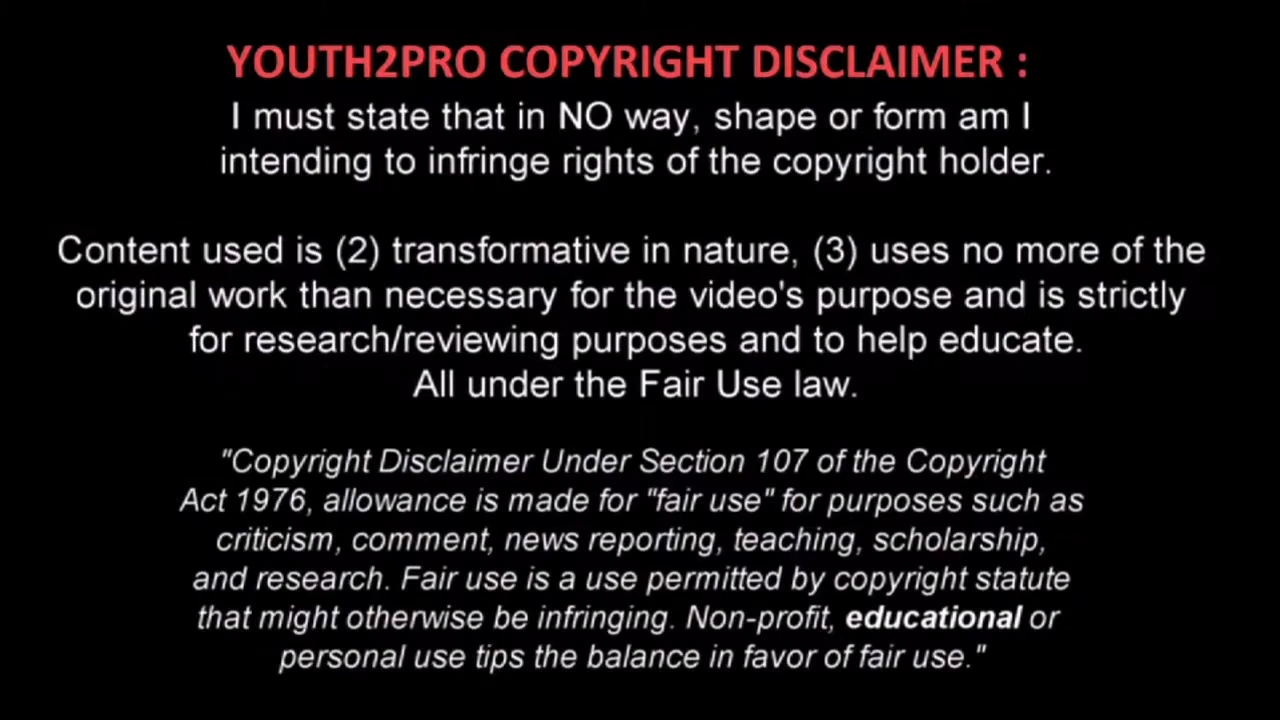 YOUTH2PRO COPYRIGHT DISCLAIMER :
I must state that in NO way, shape or form am I
intending to infringe rights of the copyright holder.
Content used is (2) transformative in nature, (3) uses no more of the
original work than necessary for the video's purpose and is strictly
for research/reviewing purposes and to help educate.
All under the Fair Use law.
"Copyright Disclaimer Under Section 107 of the Copyright
Act 1976, allowance is made for "fair use" for purposes such as
criticism, comment, news reporting, teaching, scholarship,
and research. Fair use is a use permitted by copyright statute
that might otherwise be infringing. Non-profit, educational or
personal use tips the balance in favor of fair use."